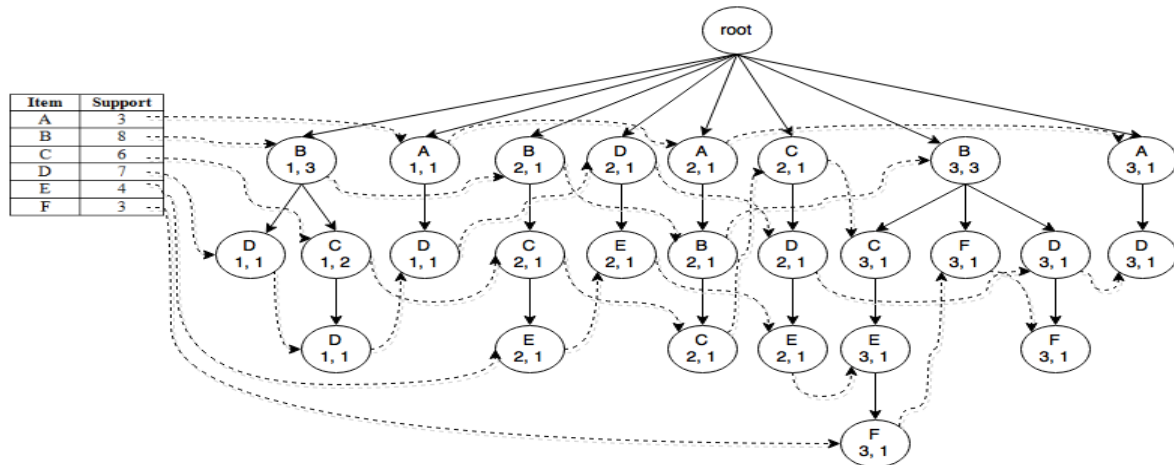 root
Item Support
A 3
B 8
C 6
D 7
E 4
F 3
B
1, 3
A
1, 1
B
2, 1
D
2, 1
A
2, 1
C
2, 1
B
3, 3
A
3, 1
D
1, 1
C
1, 2
D
1, 1
C
2, 1
E
2, 1
B
2, 1
D
2, 1
C
3, 1
F
3, 1
D
3, 1
D
3, 1
D
1, 1
E
2, 1
C
2, 1
E
2, 1
E
3, 1
F
3, 1
F
3, 1